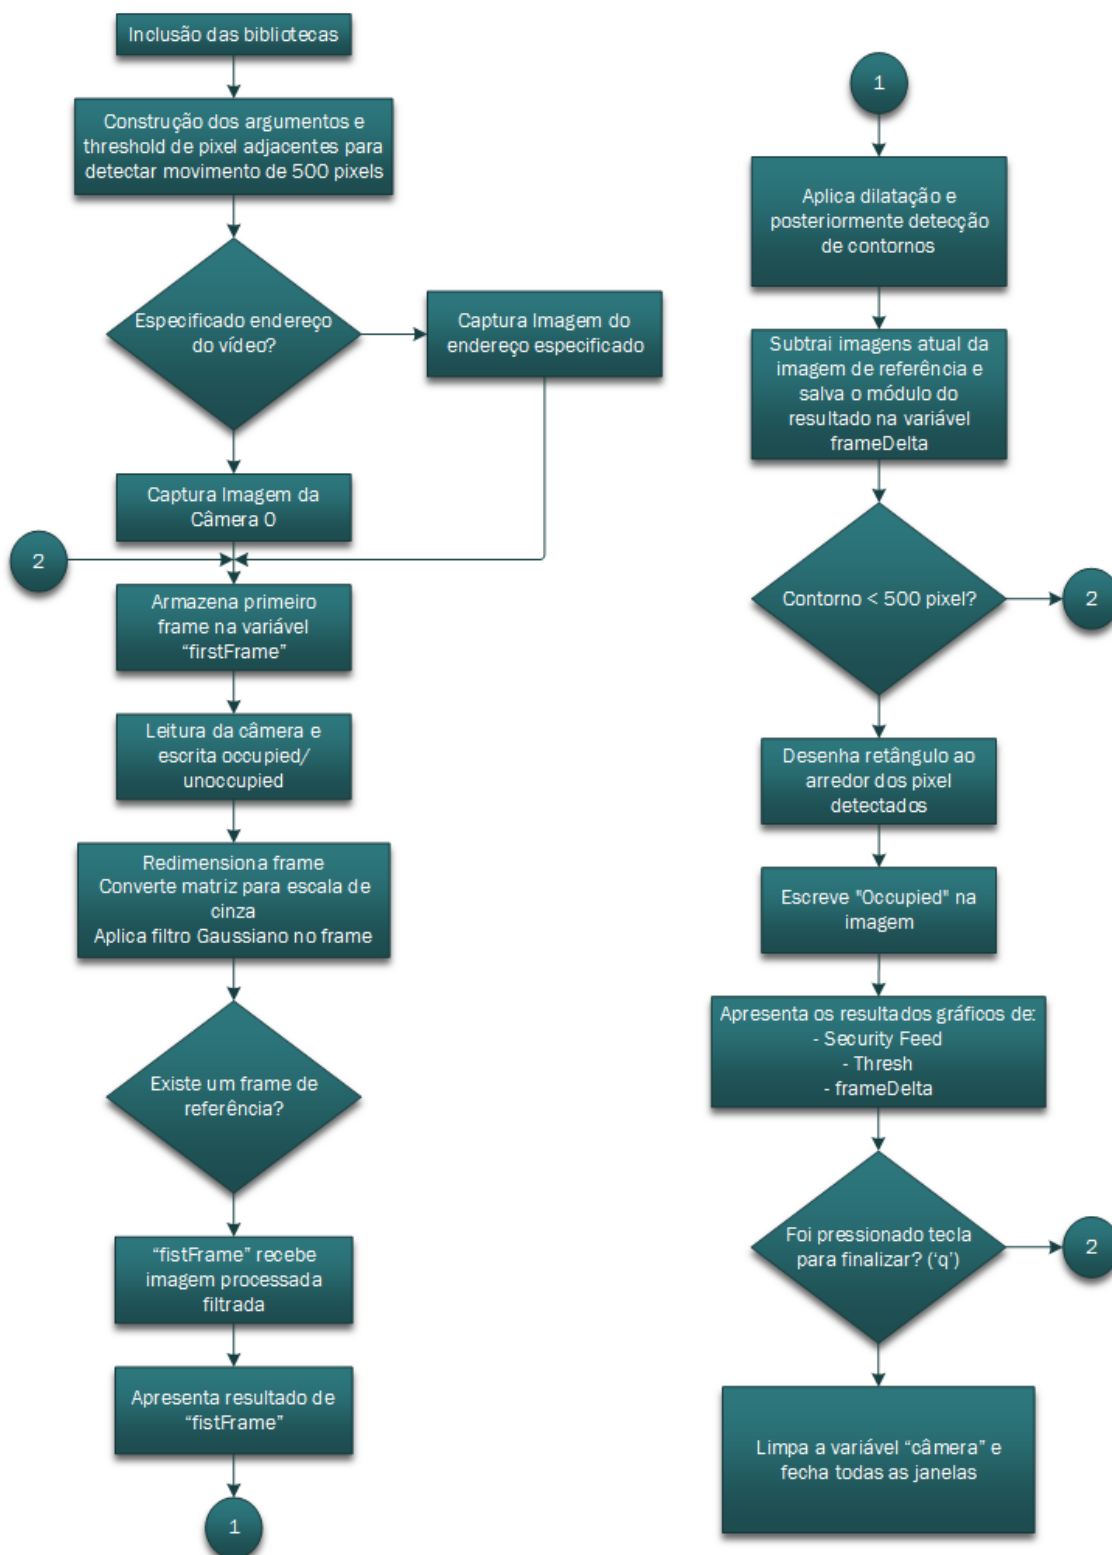 Inclusão das bibliotecas
Construção dos argumentos e
threshold de pixel adjacentes para
detectar movimento de 500 pixels
Especificado endereço
do vídeo?
Captura Imagem do
endereço especificado
Captura Imagem da
Câmera 0
2
Armazena primeiro
frame na variável
“firstFrame”
Leitura da câmera e
escrita occupied/
unoccupied
Redimensiona frame
Converte matriz para escala de
cinza
Aplica filtro Gaussiano no frame
Existe um frame de
referência?
“fistFrame” recebe
imagem processada
filtrada
Apresenta resultado de
“fistFrame”
1
1
Aplica dilatação e
posteriormente detecção
de contornos
Subtrai imagens atual da
imagem de referência e
salva o módulo do
resultado na variável
frameDelta
Contorno < 500 pixel?
2
Desenha retângulo ao
arredor dos pixel
detectados
Escreve "Occupied" na
imagem
Apresenta os resultados gráficos de:
- Security Feed
- Thresh
- frameDelta
Foi pressionado tecla
para finalizar? (‘q’)
2
Limpa a variável “câmera” e
fecha todas as janelas